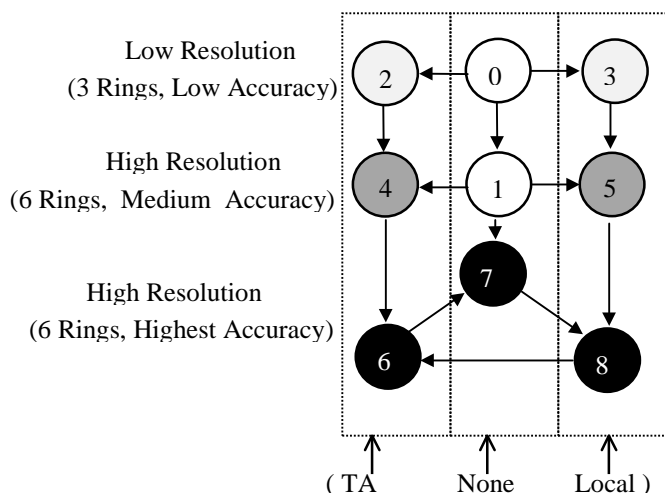 Low Resolution
(3 Rings, Low Accuracy)
2 0 3
High Resolution
(6 Rings, Medium Accuracy)
4 1 5
7
High Resolution
(6 Rings, Highest Accuracy)
6 8
( TA None Local )